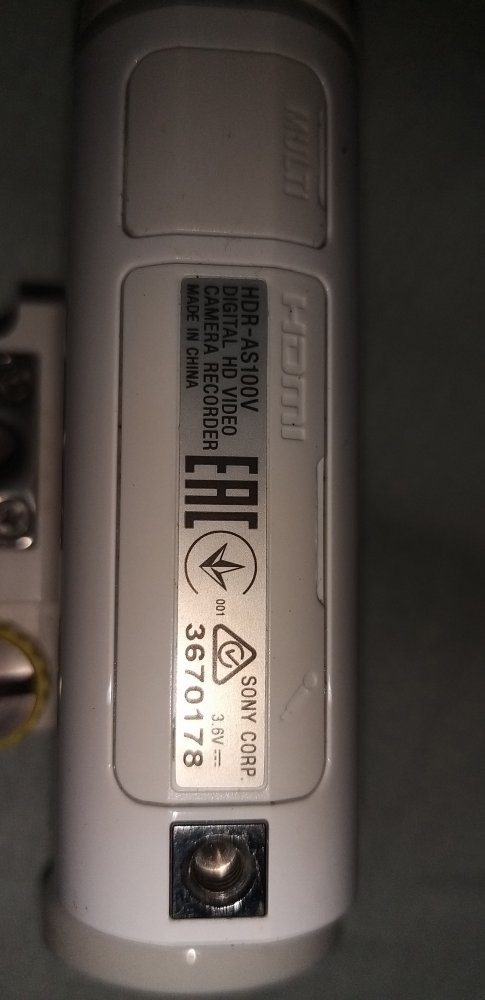 MULTI
HDMI
HDR-AS100V
DIGITAL HD VIDEO
CAMERA RECORDER
MADE IN CHINA
EAC
001
SONY CORP.
3.6V
3670178